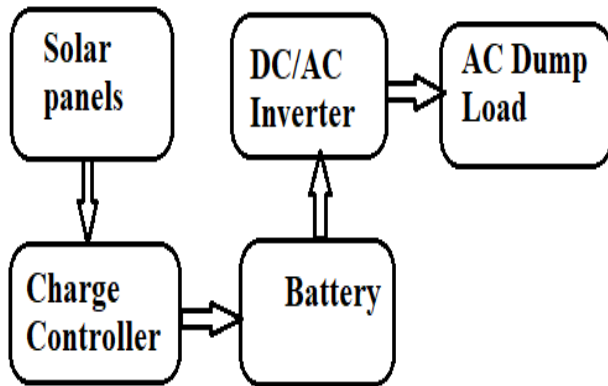 Solar
panels
DC/AC
Inverter
AC Dump
Load
Charge
Controller
Battery